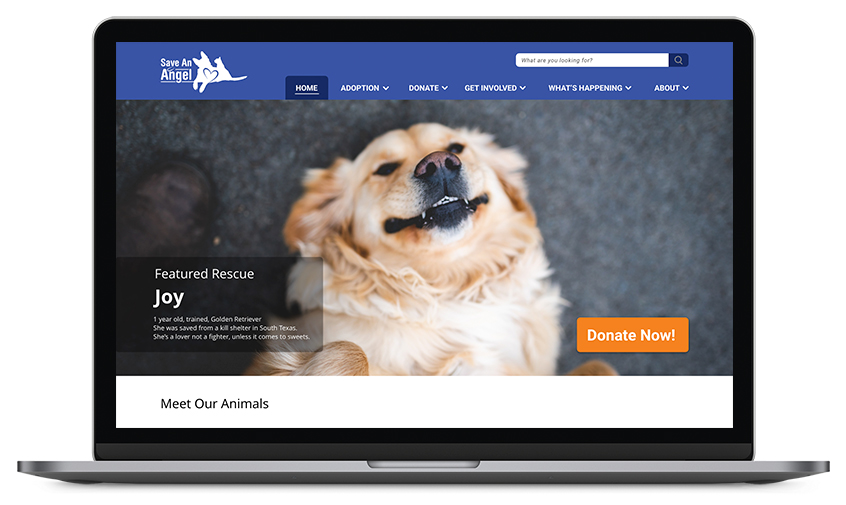 Save An
Angel
What are you looking for?
HOME
ADOPTION
DONATE
GET INVOLVED
WHAT'S HAPPENING
ABOUT
Featured Rescue
Joy
1 year old, trained, Golden Retriever
She was saved from a kill shelter in South Texas.
She's a lover not a fighter, unless it comes to sweets.
Donate Now!
Meet Our Animals